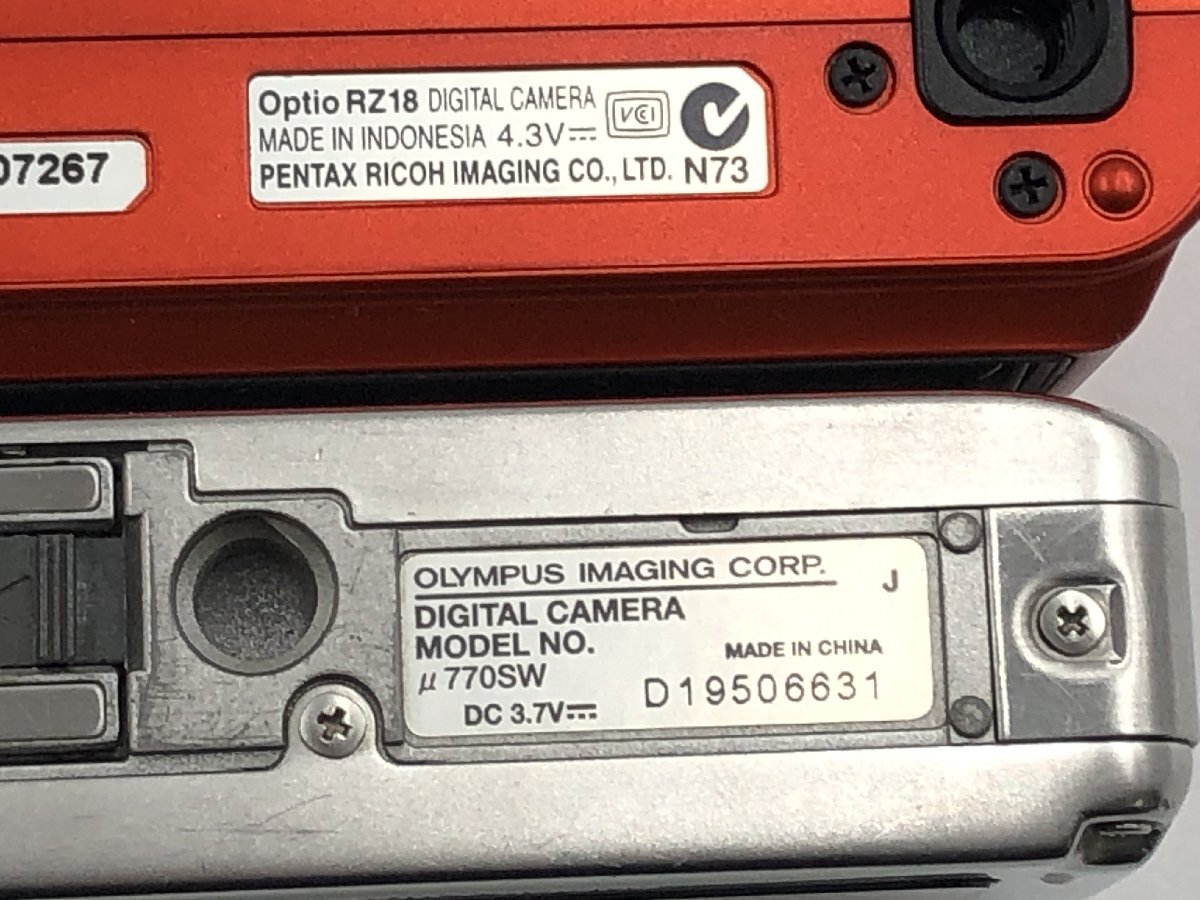 Optio RZ18 DIGITAL CAMERA VCI
MADE IN INDONESIA 4.3V⎓
PENTAX RICOH IMAGING CO., LTD. N73
07267
OLYMPUS IMAGING CORP. J
DIGITAL CAMERA
MODEL NO.
MADE IN CHINA
μ 770SW
D19506631
DC 3.7V⎓